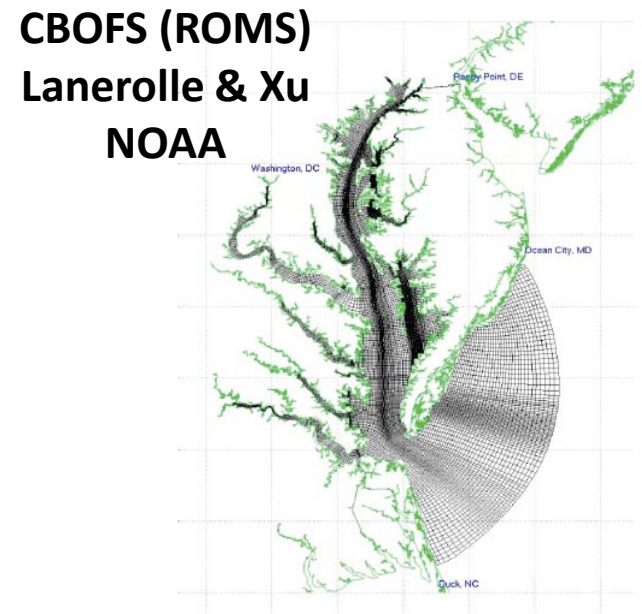 CBOFS (ROMS)
Lanerolle & Xu
NOAA
Reedy Point, DE
Washington, DC
Ocean City, MD
Duck, NC